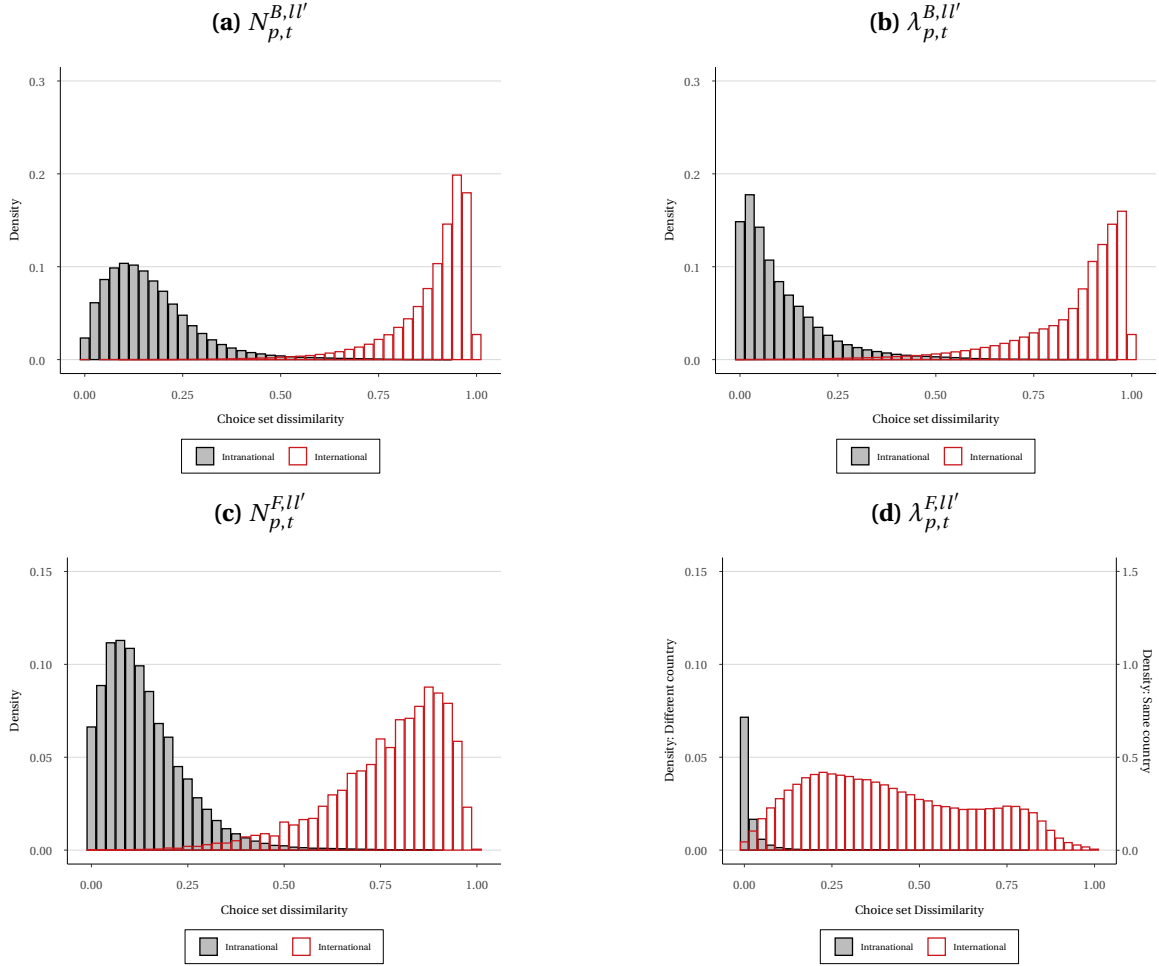 (a) N_{p,t}^{B,ll′}
0.3
0.2
0.1
0.0
Density
0.00 0.25 0.50 0.75 1.00
Choice set dissimilarity
Intranational International
(b) λ_{p,t}^{B,ll′}
0.3
0.2
0.1
0.0
Density
0.00 0.25 0.50 0.75 1.00
Choice set dissimilarity
Intranational International
(c) N_{p,t}^{F,ll′}
0.15
0.10
0.05
0.00
Density
0.00 0.25 0.50 0.75 1.00
Choice set dissimilarity
Intranational International
(d) λ_{p,t}^{F,ll′}
0.15
0.10
0.05
0.00
Density: Different country
1.5
1.0
0.5
0.0
Density: Same country
0.00 0.25 0.50 0.75 1.00
Choice set Dissimilarity
Intranational International